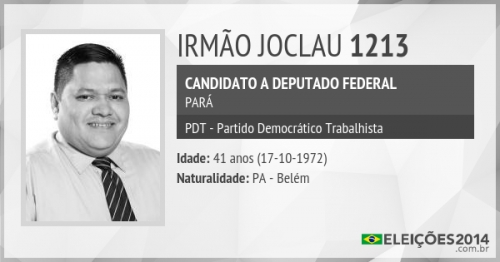 IRMÃO JOCLAU 1213
CANDIDATO A DEPUTADO FEDERAL
PARÁ
PDT - Partido Democrático Trabalhista
Idade: 41 anos (17-10-1972)
Naturalidade: PA - Belém
ELEIÇÕES2014
.com.br